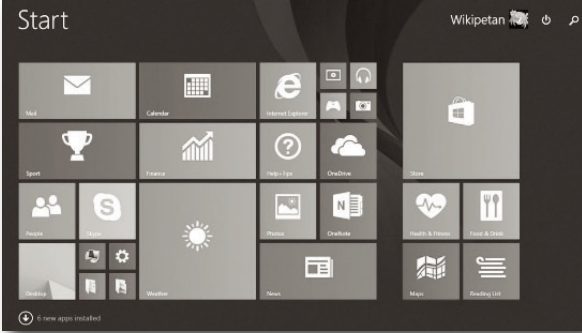 Start
Wikipetan
Mail
Calendar
Internet Explorer
Sport
Finance
Help+Tips
OneDrive
Store
People
Skype
Photos
OneNote
Health & Fitness
Food & Drink
Desktop
Weather
News
Maps
Reading List
6 new apps installed